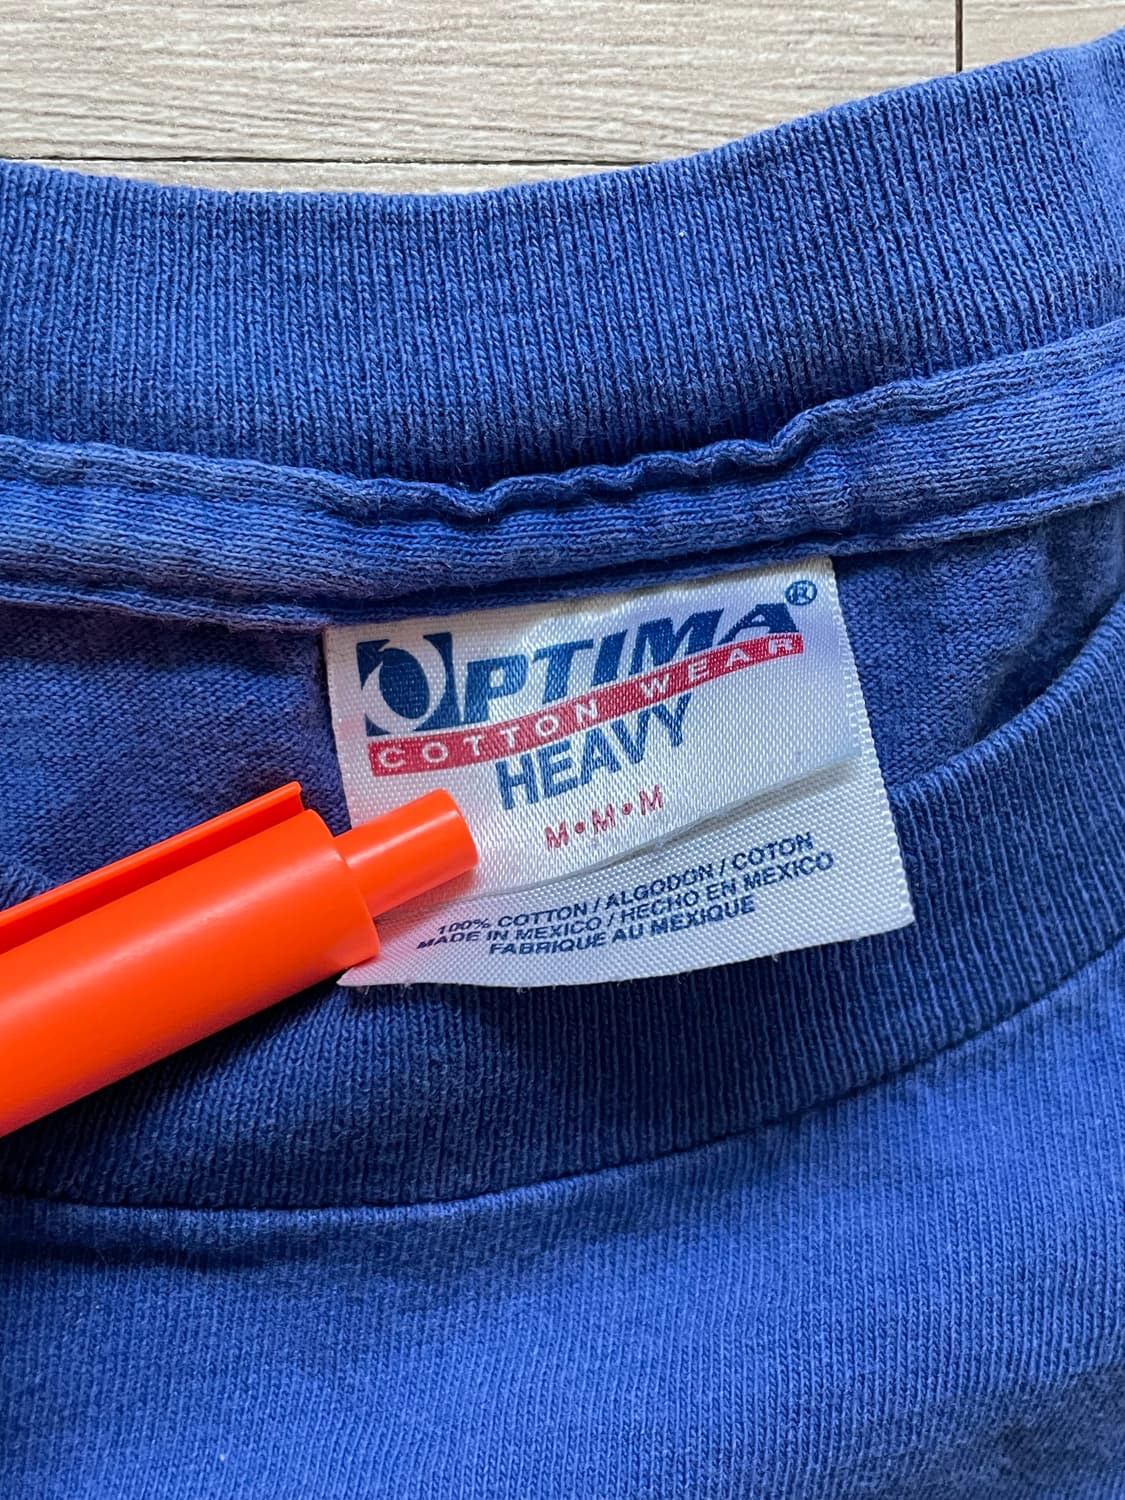 OPTIMA®
COTTON WEAR
HEAVY
M•M•M
100% COTTON / ALGODON / COTON
MADE IN MEXICO / HECHO EN MEXICO
FABRIQUE AU MEXIQUE